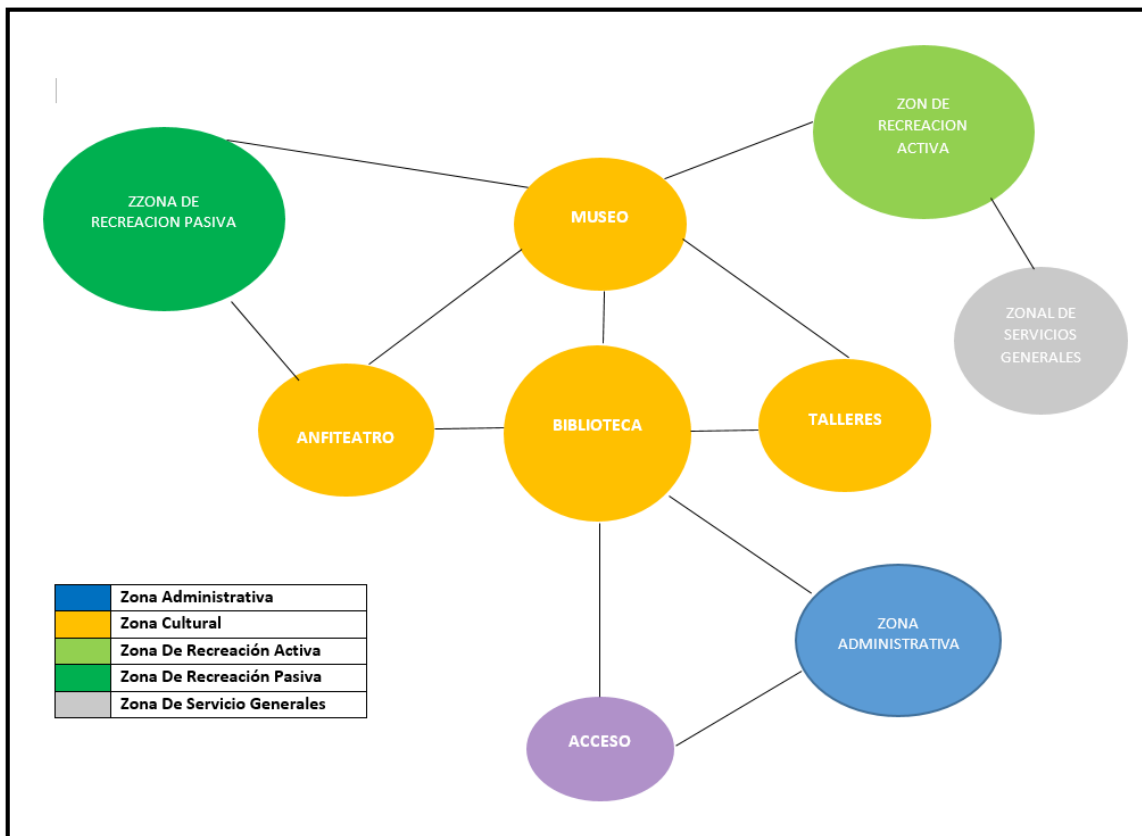 ZON DE
RECREACION
ACTIVA
ZZONA DE
RECREACION PASIVA
MUSEO
ZONAL DE
SERVICIOS
GENERALES
ANFITEATRO
BIBLIOTECA
TALLERES
ZONA
ADMINISTRATIVA
ACCESO
Zona Administrativa
Zona Cultural
Zona De Recreación Activa
Zona De Recreación Pasiva
Zona De Servicio Generales